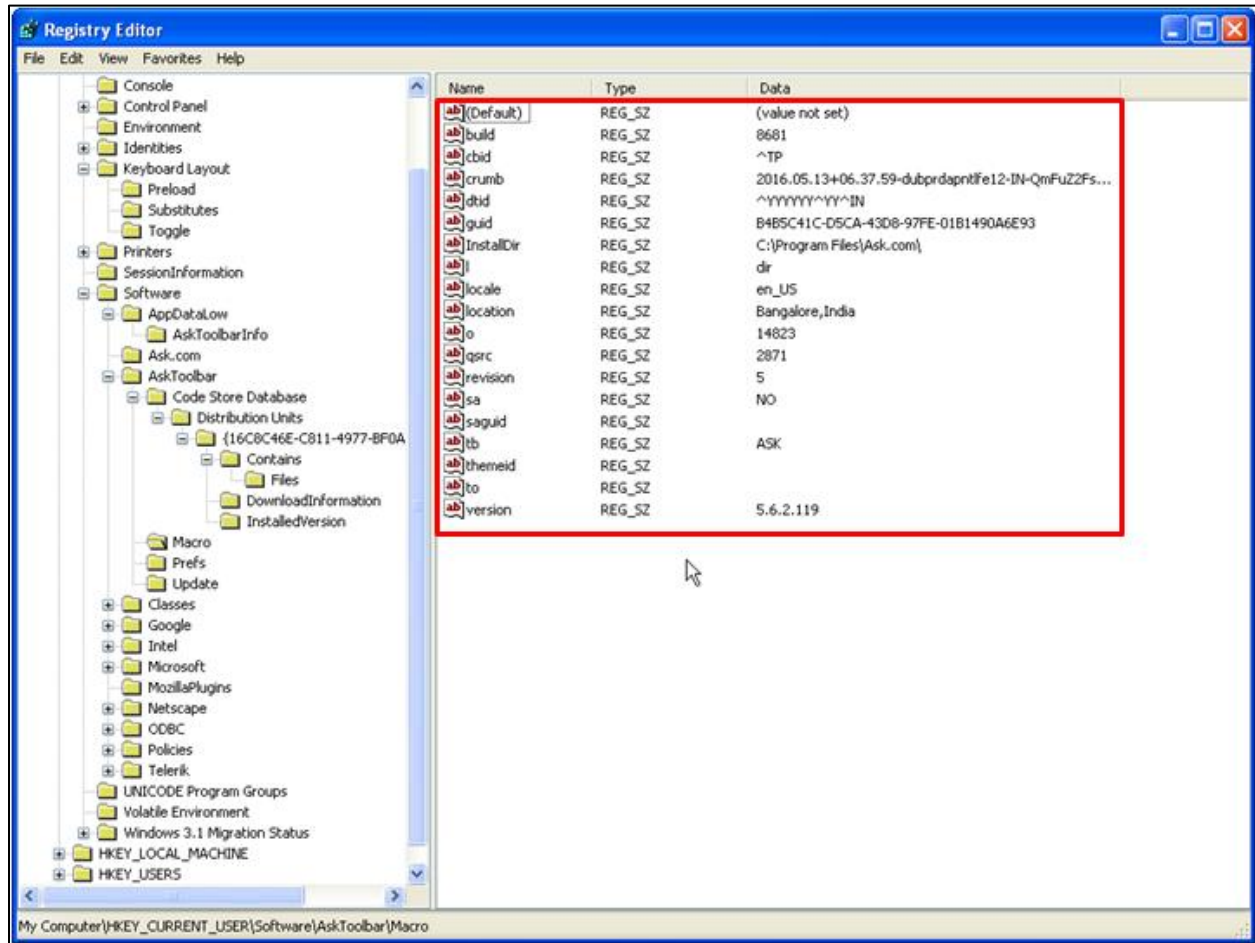 Registry Editor
File Edit View Favorites Help
Console
Control Panel
Environment
Identities
Keyboard Layout
Preload
Substitutes
Toggle
Printers
SessionInformation
Software
AppDataLow
AskToolbarInfo
Ask.com
AskToolbar
Code Store Database
Distribution Units
{16C8C46E-C811-4977-BF0A
Contains
Files
DownloadInformation
InstalledVersion
Macro
Prefs
Update
Classes
Google
Intel
Microsoft
MozillaPlugins
Netscape
ODBC
Policies
Telerik
UNICODE Program Groups
Volatile Environment
Windows 3.1 Migration Status
HKEY_LOCAL_MACHINE
HKEY_USERS
Name Type Data
(Default) REG_SZ (value not set)
build REG_SZ 8681
cbid REG_SZ ^TP
crumb REG_SZ 2016.05.13+06.37.59-dubprdapntlfe12-IN-QmFuZ2Fs...
dtid REG_SZ ^YYYYYY^YY^IN
guid REG_SZ B4B5C41C-D5CA-43D8-97FE-01B1490A6E93
InstallDir REG_SZ C:\Program Files\Ask.com\
l REG_SZ dir
locale REG_SZ en_US
location REG_SZ Bangalore,India
o REG_SZ 14823
qsrc REG_SZ 2871
revision REG_SZ 5
sa REG_SZ NO
saguid REG_SZ
tb REG_SZ ASK
themeid REG_SZ
to REG_SZ
version REG_SZ 5.6.2.119
My Computer\HKEY_CURRENT_USER\Software\AskToolbar\Macro